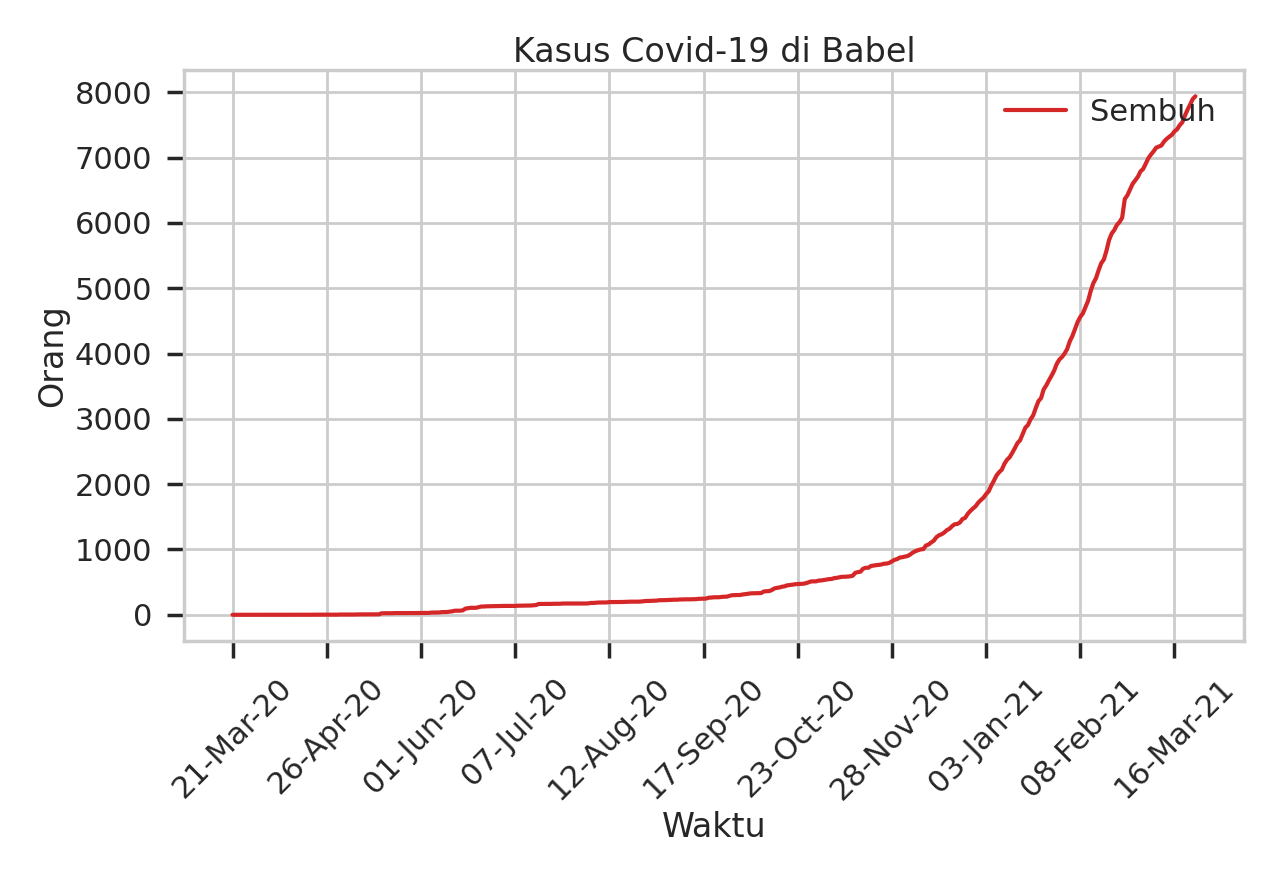 Kasus Covid-19 di Babel
Sembuh
Orang
8000
7000
6000
5000
4000
3000
2000
1000
0
21-Mar-20
26-Apr-20
01-Jun-20
07-Jul-20
12-Aug-20
17-Sep-20
23-Oct-20
28-Nov-20
03-Jan-21
08-Feb-21
16-Mar-21
Waktu